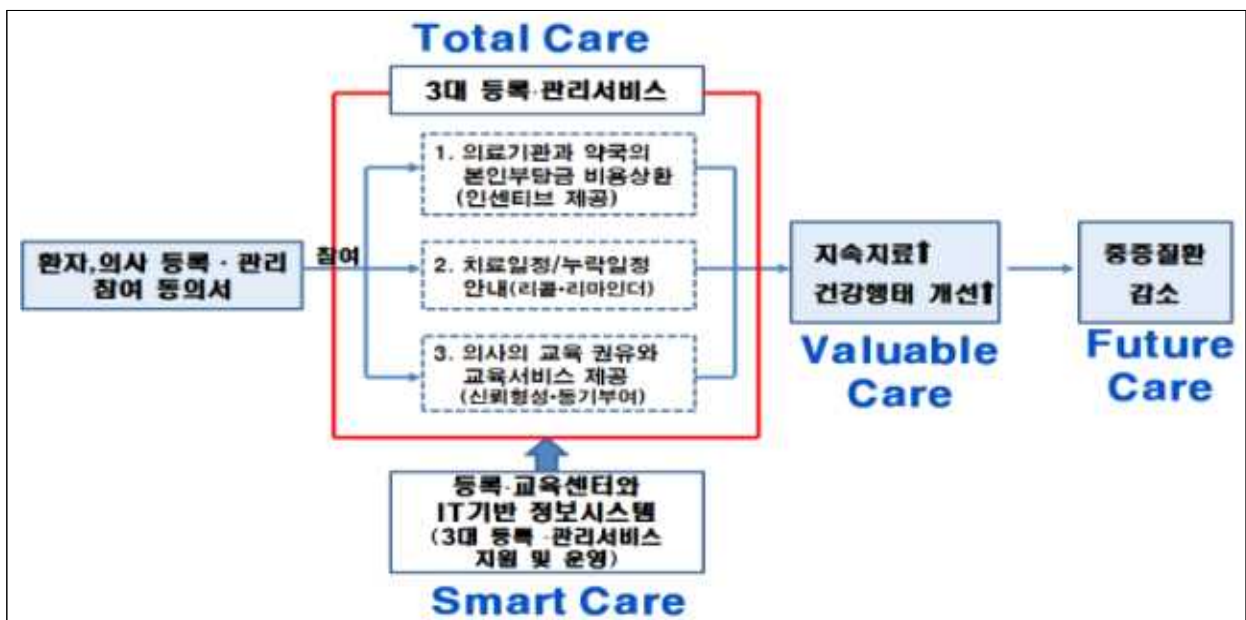 Total Care
3대 등록·관리서비스
1. 의료기관과 약국의
본인부담금 비용상환
(인센티브 제공)
환자,의사 등록·관리
참여 동의서
참여
2. 치료일정/누락일정
안내(리콜·리마인더)
3. 의사의 교육 권유와
교육서비스 제공
(신뢰형성·동기부여)
지속치료⬆
건강행태 개선⬆
Valuable
Care
중증질환
감소
Future
Care
등록·교육센터와
IT기반 정보시스템
(3대 등록·관리서비스
지원 및 운영)
Smart Care